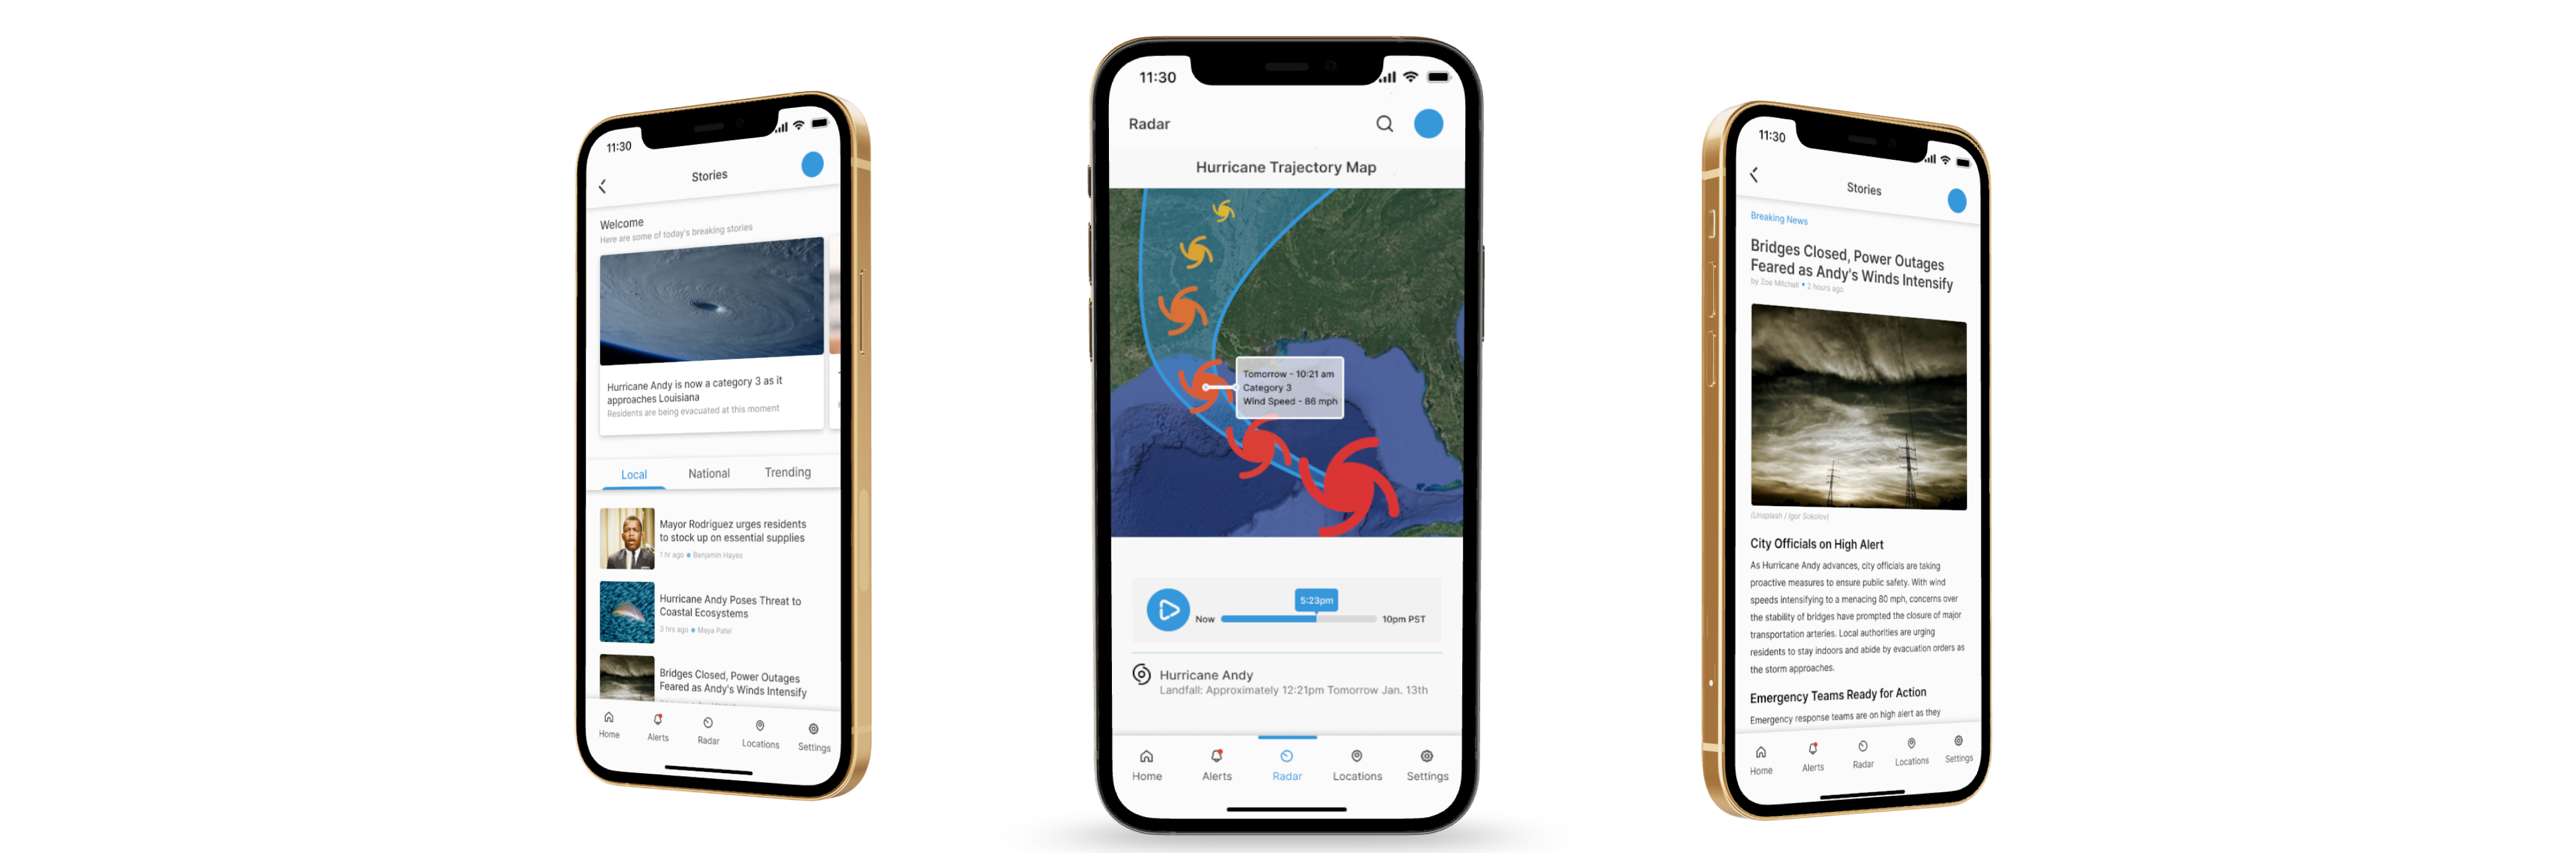 11:30
Stories
Welcome
Here are some of today's breaking stories
Hurricane Andy is now a category 3 as it
approaches Louisiana
Residents are being evacuated at this moment
Local National Trending
Mayor Rodriguez urges residents
to stock up on essential supplies
1 hr ago • Benjamin Hayes
Hurricane Andy Poses Threat to
Coastal Ecosystems
3 hrs ago • Maya Patel
Bridges Closed, Power Outages
Feared as Andy's Winds Intensify
Home Alerts Radar Locations Settings
11:30
Radar
Hurricane Trajectory Map
Tomorrow - 10:21 am
Category 3
Wind Speed - 86 mph
5:23pm
Now 10pm PST
Hurricane Andy
Landfall: Approximately 12:21pm Tomorrow Jan. 13th
Home Alerts Radar Locations Settings
11:30
Stories
Breaking News
Bridges Closed, Power Outages
Feared as Andy's Winds Intensify
by Zoe Mitchell • 2 hours ago
(Unsplash / Igor Sokolov)
City Officials on High Alert
As Hurricane Andy advances, city officials are taking
proactive measures to ensure public safety. With wind
speeds intensifying to a menacing 80 mph, concerns over
the stability of bridges have prompted the closure of major
transportation arteries. Local authorities are urging
residents to stay indoors and abide by evacuation orders as
the storm approaches.
Emergency Teams Ready for Action
Emergency response teams are on high alert as they
Home Alerts Radar Locations Settings